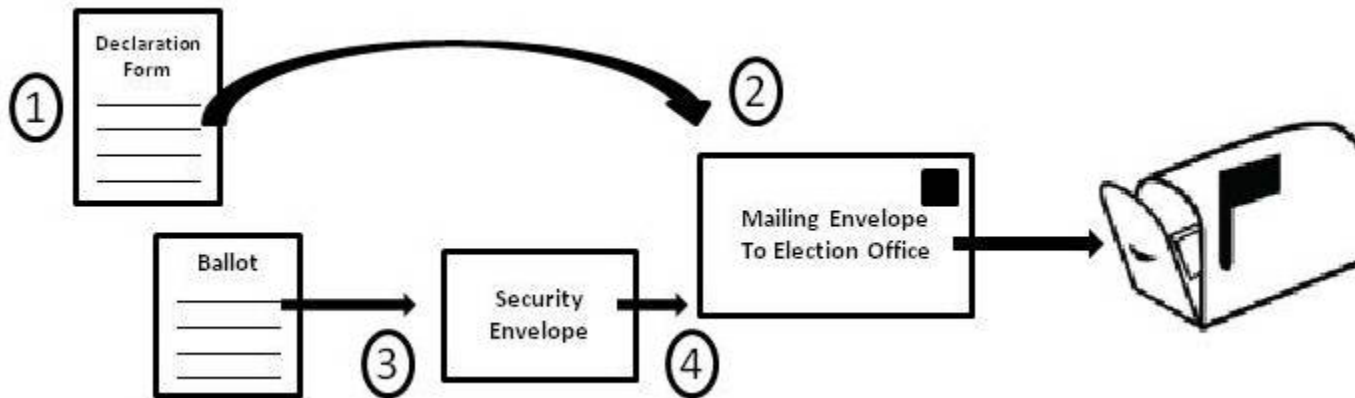 1
Declaration
Form
2
Mailing Envelope
To Election Office
Ballot
3
Security
Envelope
4